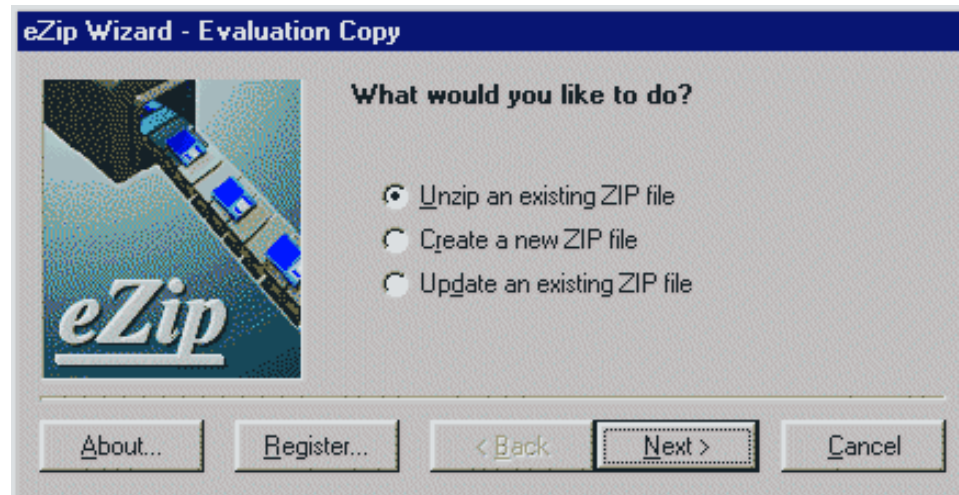 eZip Wizard - Evaluation Copy
What would you like to do?
Unzip an existing ZIP file
Create a new ZIP file
Update an existing ZIP file
eZip
About... Register... < Back Next > Cancel